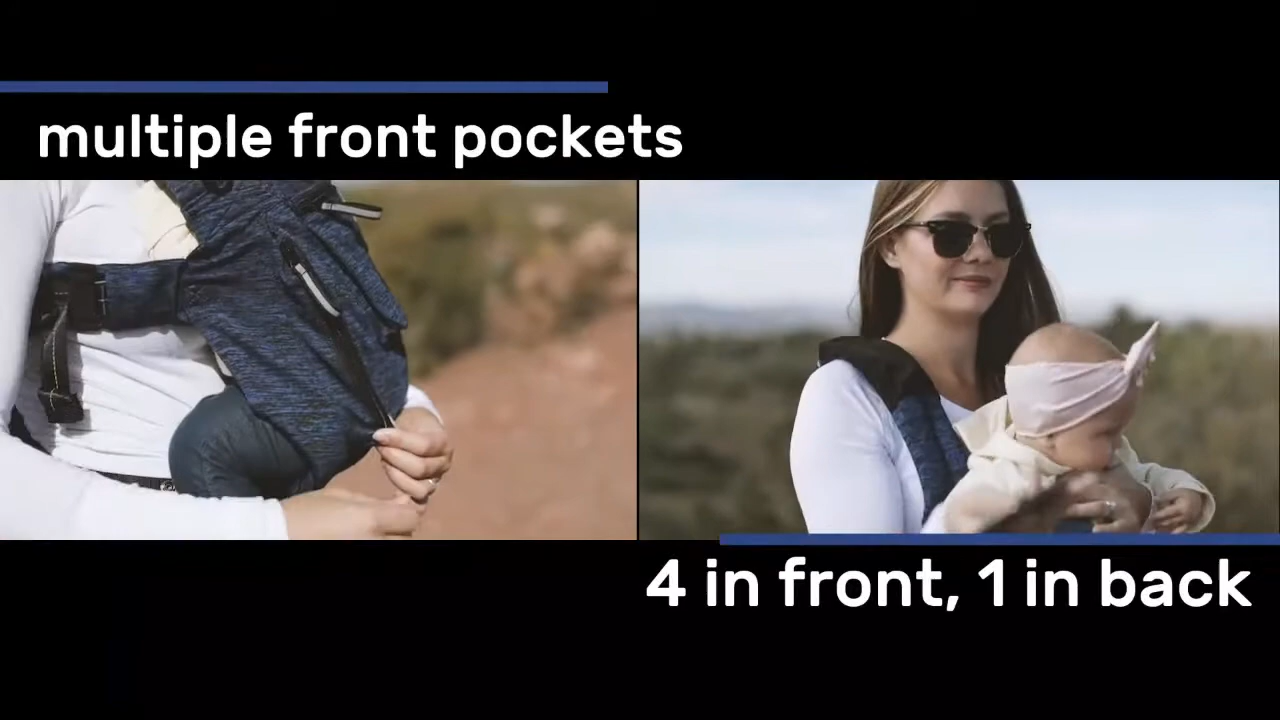 multiple front pockets
4 in front, 1 in back